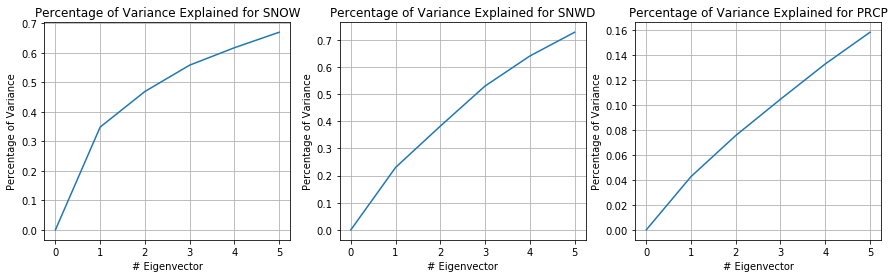 Percentage of Variance Explained for SNOW
Percentage of Variance
0.7
0.6
0.5
0.4
0.3
0.2
0.1
0.0
0 1 2 3 4 5
# Eigenvector
Percentage of Variance Explained for SNWD
Percentage of Variance
0.7
0.6
0.5
0.4
0.3
0.2
0.1
0.0
0 1 2 3 4 5
# Eigenvector
Percentage of Variance Explained for PRCP
Percentage of Variance
0.16
0.14
0.12
0.10
0.08
0.06
0.04
0.02
0.00
0 1 2 3 4 5
# Eigenvector